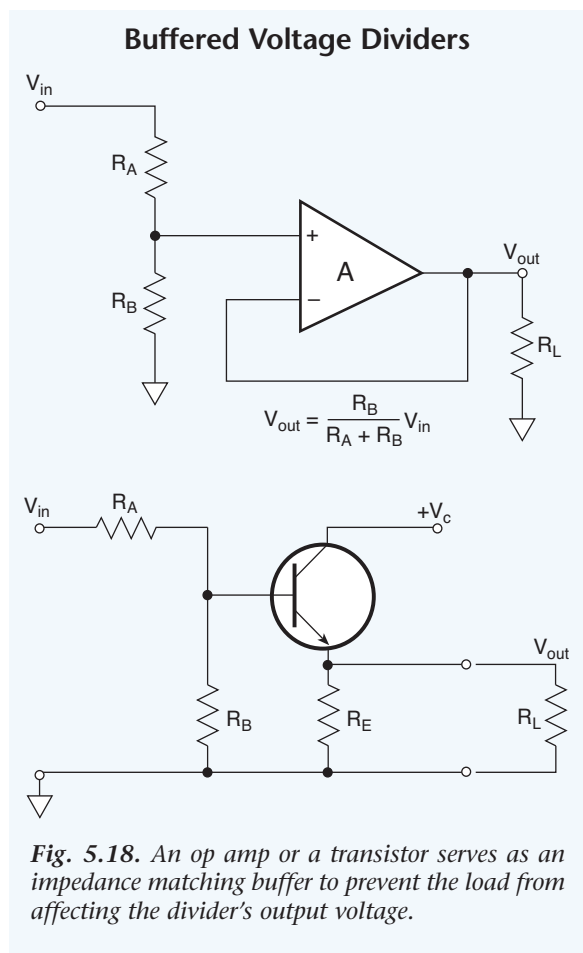 Buffered Voltage Dividers
Vin
RA
+
A
Vout
RB
−
RL
Vout = RB / (RA + RB) Vin
Vin
RA
+Vc
Vout
RB
RE
RL
Fig. 5.18. An op amp or a transistor serves as an
impedance matching buffer to prevent the load from
affecting the divider's output voltage.